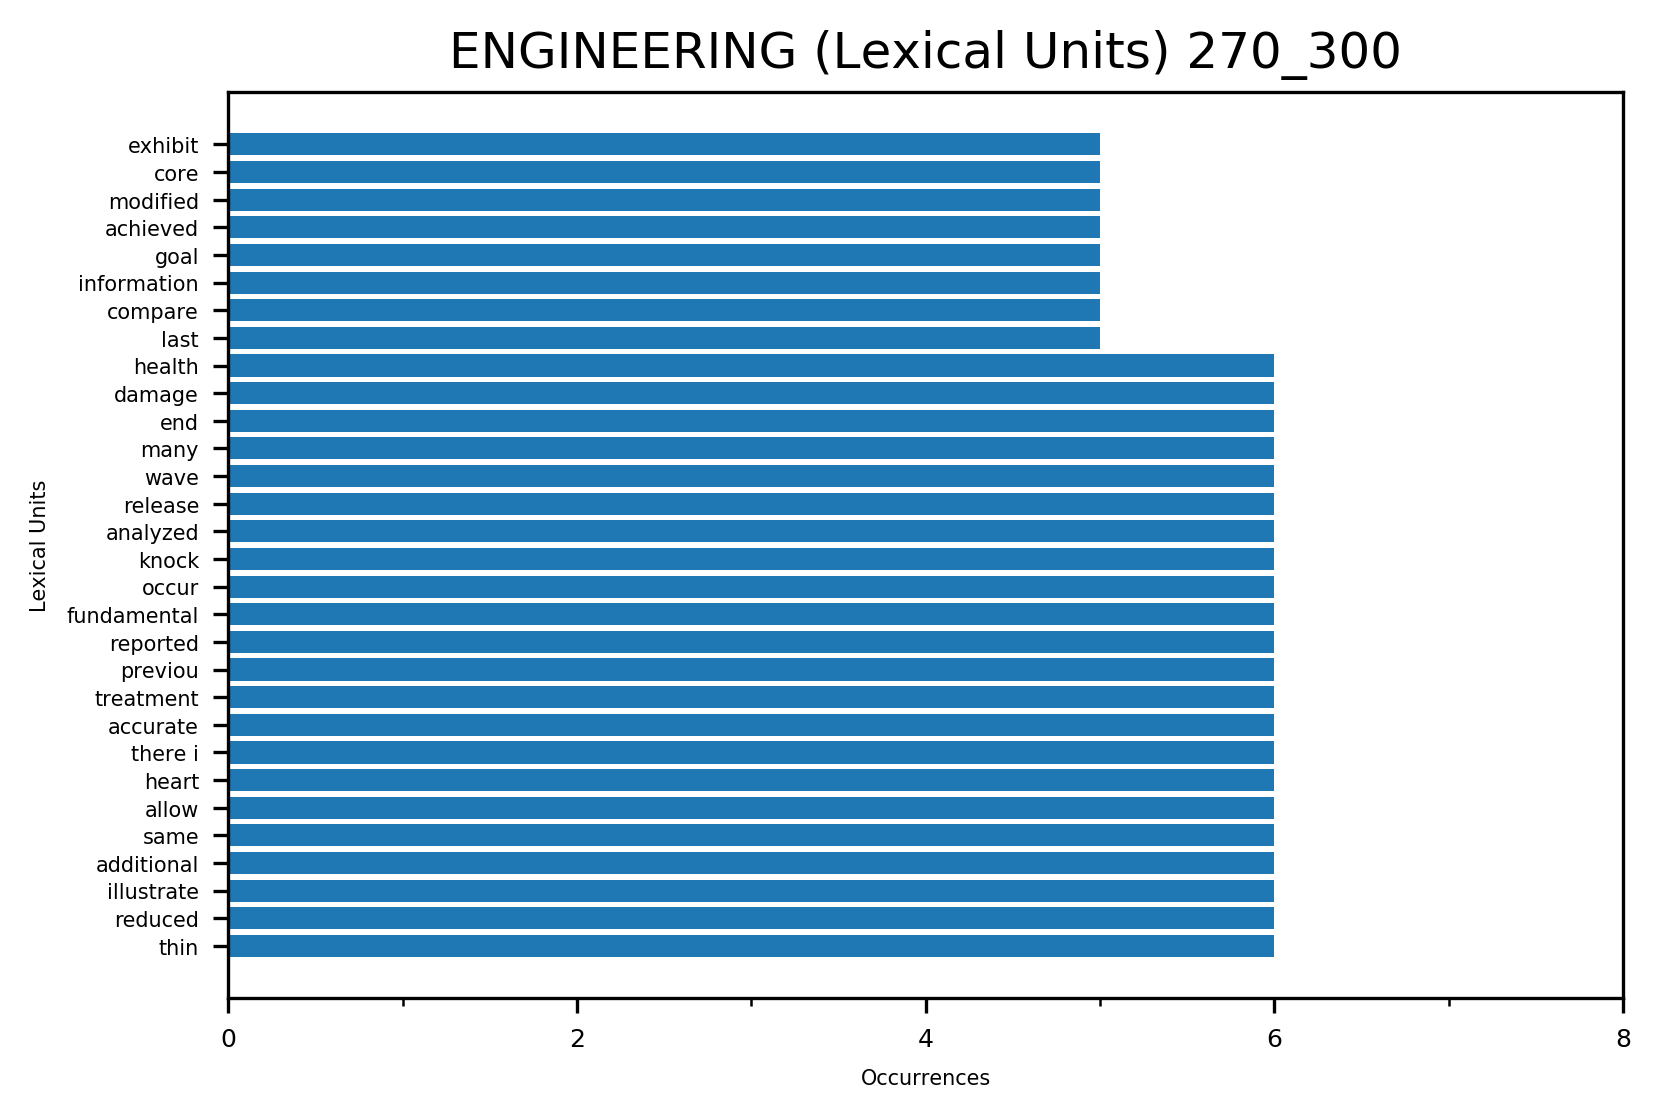 ENGINEERING (Lexical Units) 270_300
exhibit
core
modified
achieved
goal
information
compare
last
health
damage
end
many
wave
release
analyzed
knock
occur
fundamental
reported
previou
treatment
accurate
there i
heart
allow
same
additional
illustrate
reduced
thin
Lexical Units
0 2 4 6 8
Occurrences